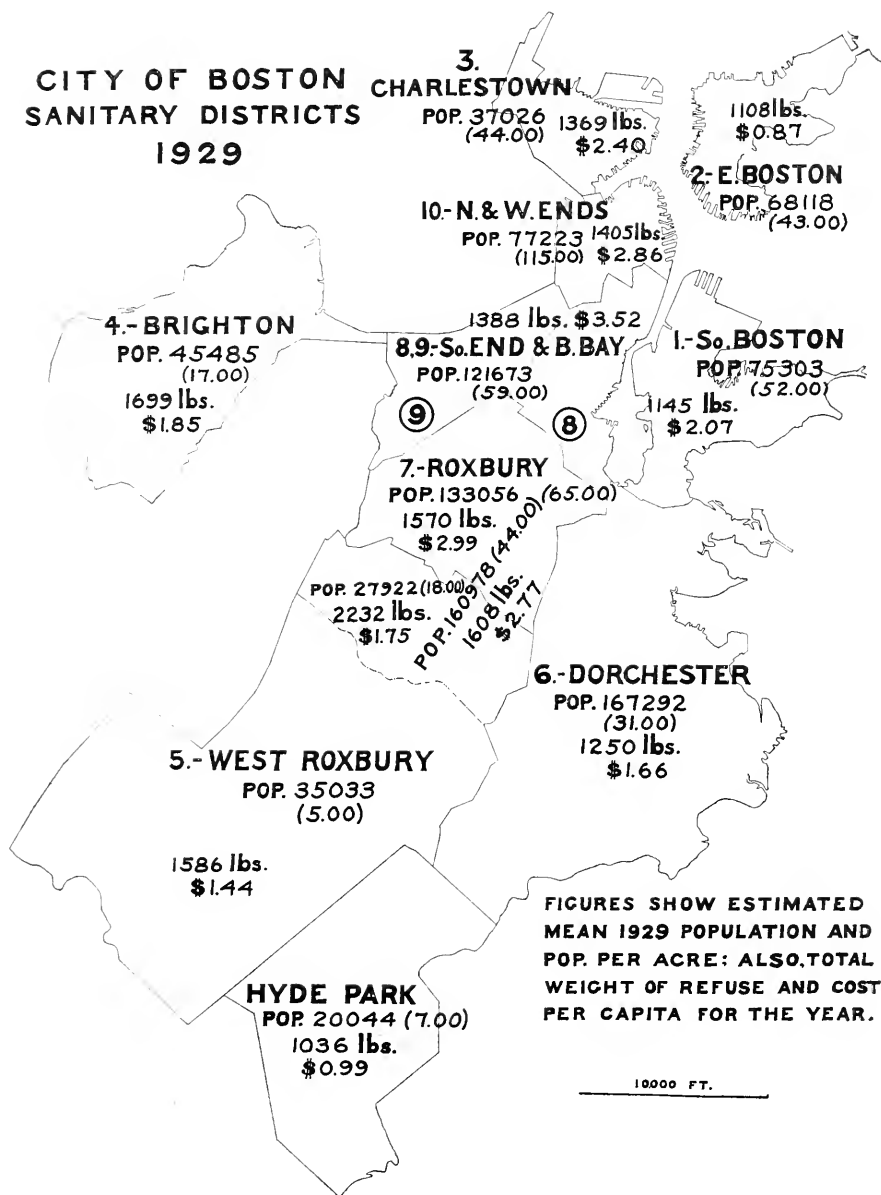 CITY OF BOSTON
SANITARY DISTRICTS
1929
3.
CHARLESTOWN
POP. 37026
(44.00)
1369 lbs.
$2.40
1108 lbs.
$0.87
2.-E. BOSTON
POP. 68118
(43.00)
10.-N. & W. ENDS
POP. 77223
(115.00)
1405 lbs.
$2.86
4.-BRIGHTON
POP. 45485
(17.00)
1699 lbs.
$1.85
1388 lbs. $3.52
8,9.-So. END & B. BAY
POP. 121673
(59.00)
9
8
1.-So. BOSTON
POP. 75303
(52.00)
1145 lbs.
$2.07
7.-ROXBURY
POP. 133056 (65.00)
1570 lbs.
$2.99
POP. 160978 (44.00)
1608 lbs.
$2.77
POP. 27922 (18.00)
2232 lbs.
$1.75
6.-DORCHESTER
POP. 167292
(31.00)
1250 lbs.
$1.66
5.-WEST ROXBURY
POP. 35033
(5.00)
1586 lbs.
$1.44
HYDE PARK
POP. 20044 (7.00)
1036 lbs.
$0.99
FIGURES SHOW ESTIMATED
MEAN 1929 POPULATION AND
POP. PER ACRE: ALSO, TOTAL
WEIGHT OF REFUSE AND COST
PER CAPITA FOR THE YEAR.
10,000 FT.